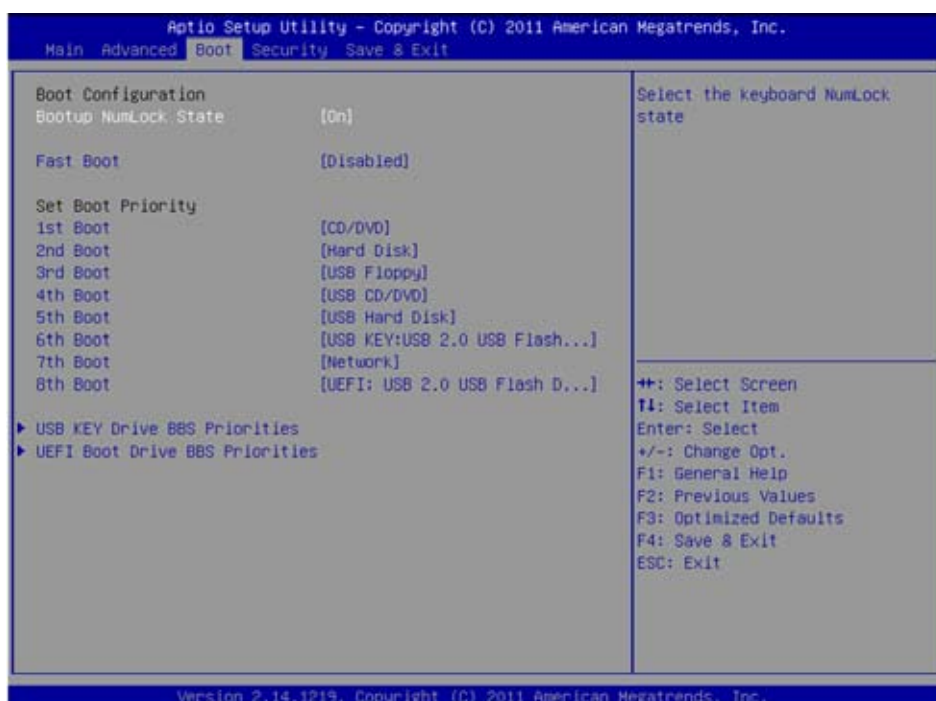 Aptio Setup Utility – Copyright (C) 2011 American Megatrends, Inc.
Main Advanced Boot Security Save & Exit
Boot Configuration
Bootup NumLock State [On]
Fast Boot [Disabled]
Set Boot Priority
1st Boot [CD/DVD]
2nd Boot [Hard Disk]
3rd Boot [USB Floppy]
4th Boot [USB CD/DVD]
5th Boot [USB Hard Disk]
6th Boot [USB KEY:USB 2.0 USB Flash...]
7th Boot [Network]
8th Boot [UEFI: USB 2.0 USB Flash D...]
▶ USB KEY Drive BBS Priorities
▶ UEFI Boot Drive BBS Priorities
Select the keyboard NumLock
state
→←: Select Screen
↑↓: Select Item
Enter: Select
+/-: Change Opt.
F1: General Help
F2: Previous Values
F3: Optimized Defaults
F4: Save & Exit
ESC: Exit
Version 2.14.1219. Copyright (C) 2011 American Megatrends, Inc.